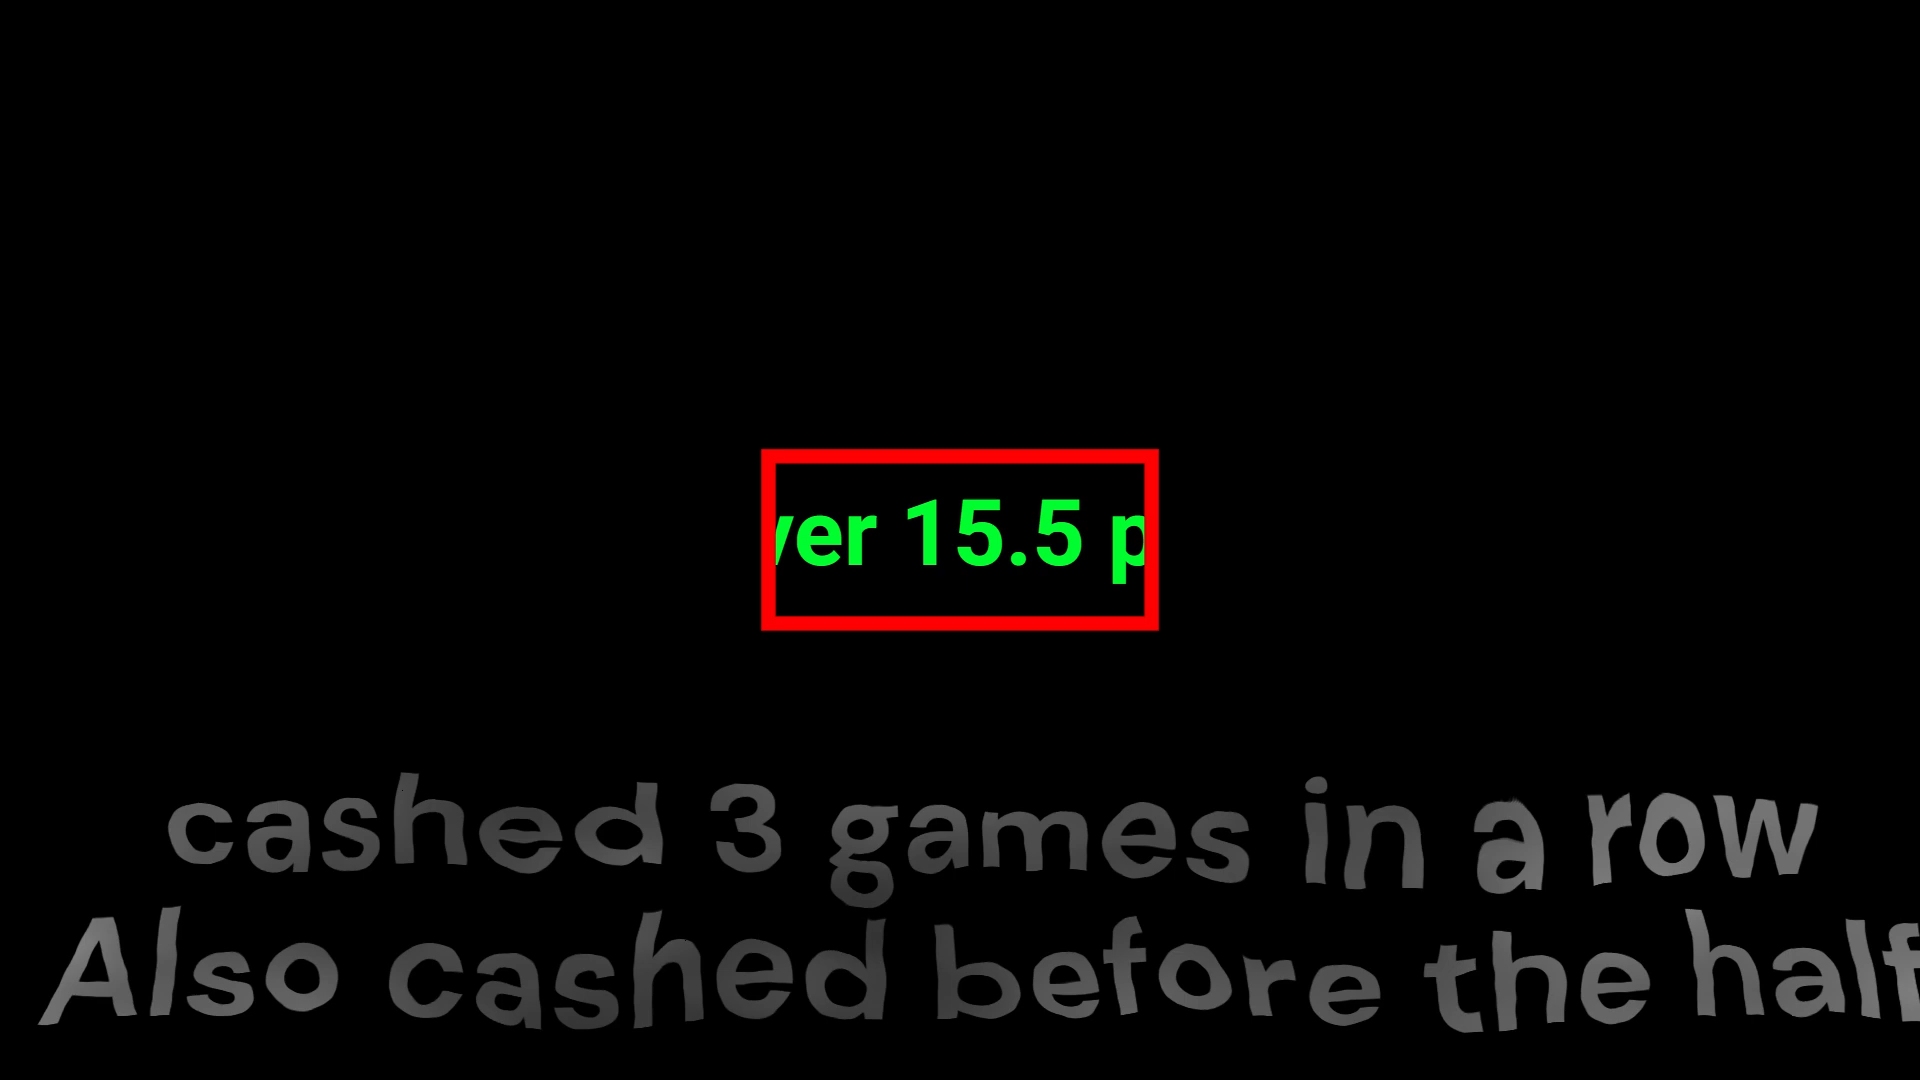 ver 15.5 p
cashed 3 games in a row
Also cashed before the half